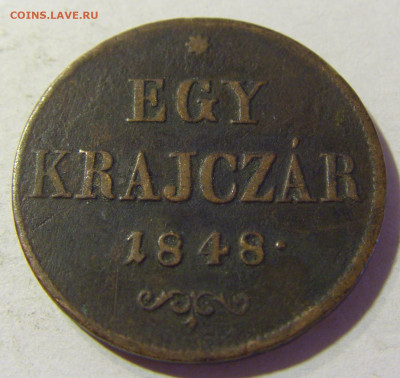 COINS.LAVE.RU
EGY
KRAJCZÁR
1848.